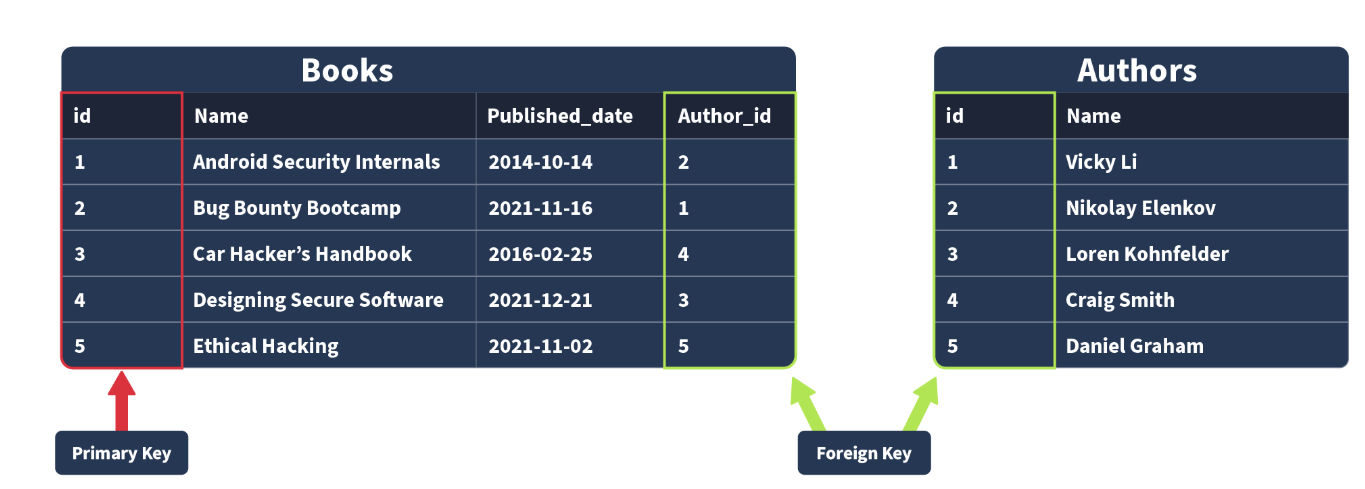 Books
id Name Published_date Author_id
1 Android Security Internals 2014-10-14 2
2 Bug Bounty Bootcamp 2021-11-16 1
3 Car Hacker’s Handbook 2016-02-25 4
4 Designing Secure Software 2021-12-21 3
5 Ethical Hacking 2021-11-02 5
Primary Key
Authors
id Name
1 Vicky Li
2 Nikolay Elenkov
3 Loren Kohnfelder
4 Craig Smith
5 Daniel Graham
Foreign Key